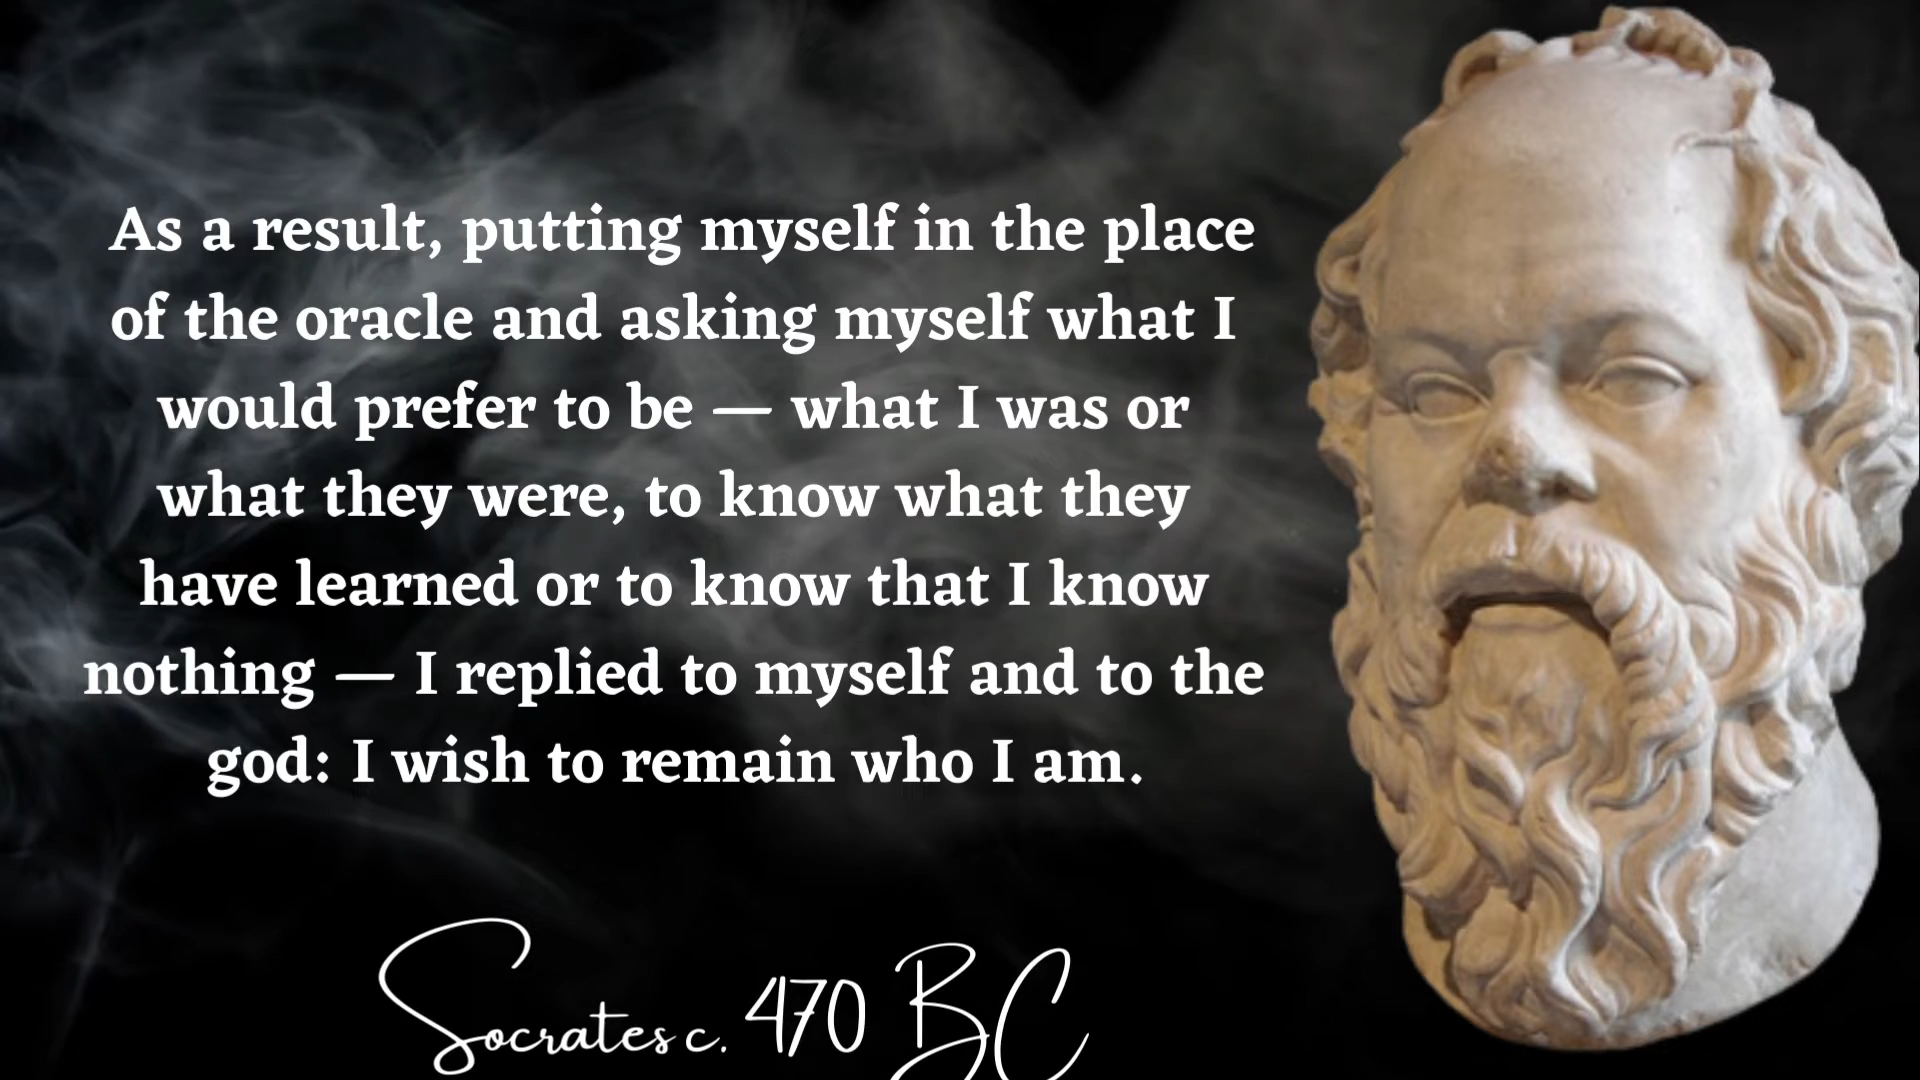 As a result, putting myself in the place
of the oracle and asking myself what I
would prefer to be — what I was or
what they were, to know what they
have learned or to know that I know
nothing — I replied to myself and to the
god: I wish to remain who I am.
Socrates c. 470 BC